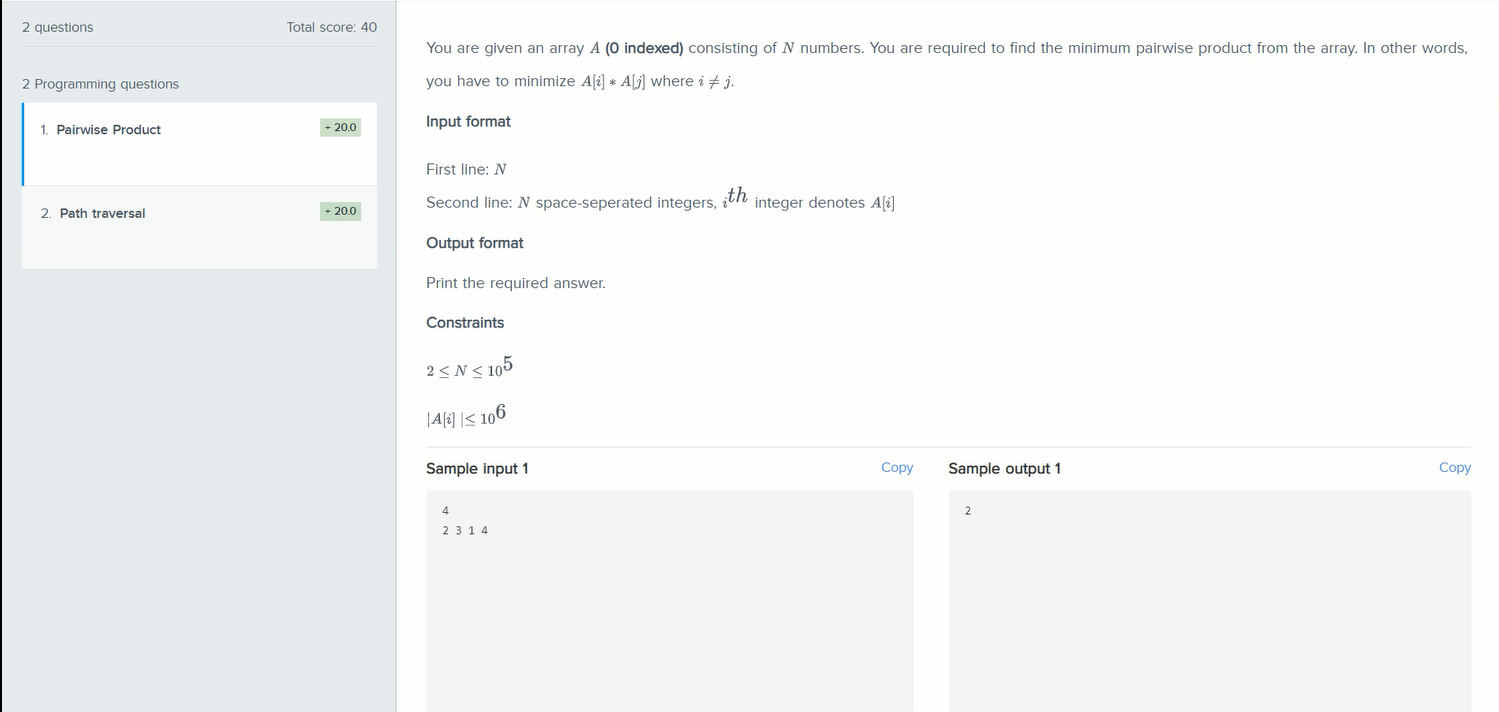 2 questions Total score: 40
2 Programming questions
1. Pairwise Product + 20.0
2. Path traversal + 20.0
You are given an array A (0 indexed) consisting of N numbers. You are required to find the minimum pairwise product from the array. In other words,
you have to minimize A[i] * A[j] where i ≠ j.
Input format
First line: N
Second line: N space-seperated integers, i^th integer denotes A[i]
Output format
Print the required answer.
Constraints
2 ≤ N ≤ 10^5
|A[i] |≤ 10^6
Sample input 1 Copy
4
2 3 1 4
Sample output 1 Copy
2